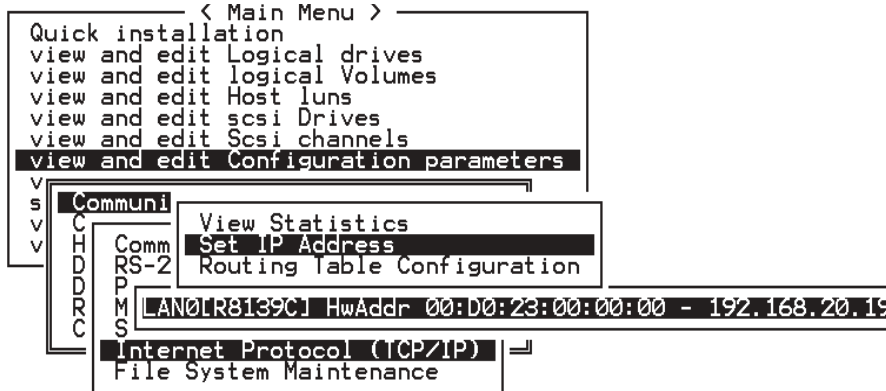 < Main Menu >
Quick installation
view and edit Logical drives
view and edit logical Volumes
view and edit Host luns
view and edit scsi Drives
view and edit Scsi channels
view and edit Configuration parameters
v
s Communi
v C View Statistics
v H Comm Set IP Address
D RS-2 Routing Table Configuration
D P
R M LAN0[R8139C] HwAddr 00:D0:23:00:00:00 - 192.168.20.19
C S
Internet Protocol (TCP/IP)
File System Maintenance